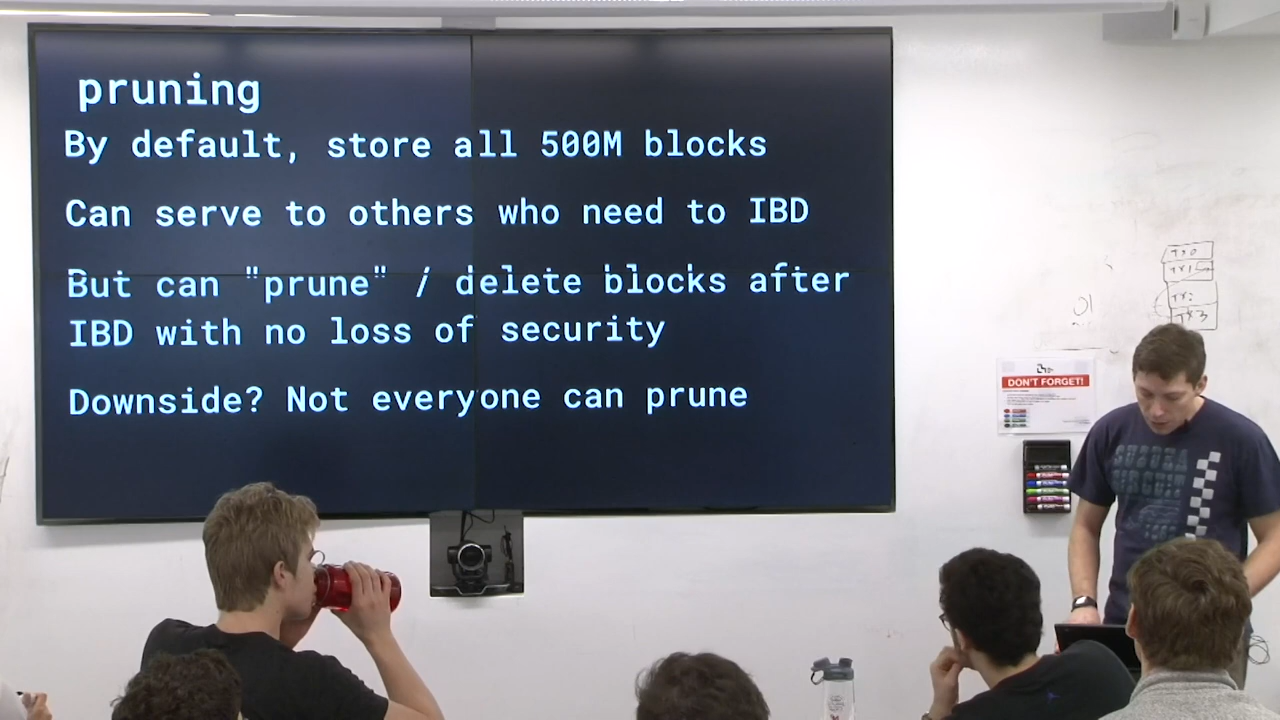 pruning
By default, store all 500M blocks
Can serve to others who need to IBD
But can "prune" / delete blocks after
IBD with no loss of security
Downside? Not everyone can prune
DON'T FORGET!